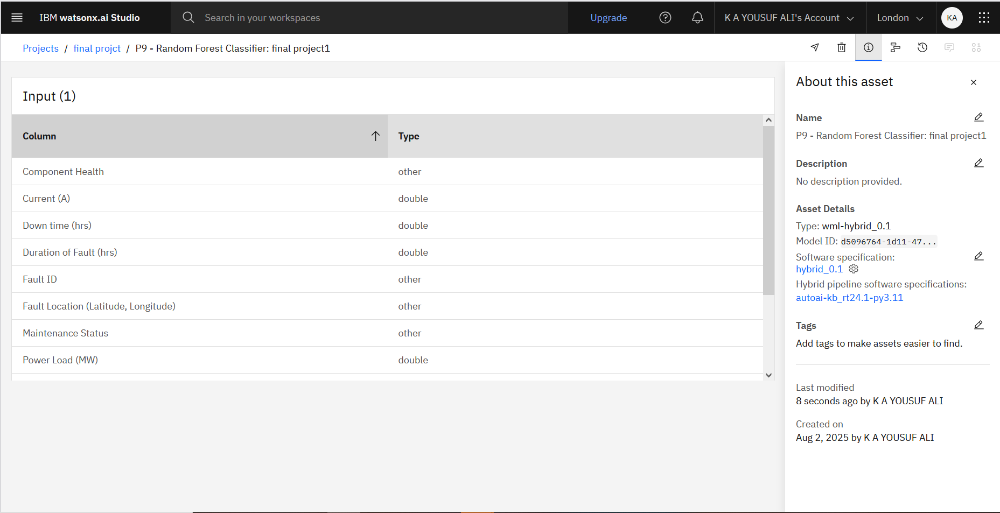 IBM watsonx.ai Studio
Search in your workspaces
Upgrade
K A YOUSUF ALI's Account
London
KA
Projects / final projct / P9 - Random Forest Classifier: final project1
Input (1)
Column Type
Component Health other
Current (A) double
Down time (hrs) double
Duration of Fault (hrs) double
Fault ID other
Fault Location (Latitude, Longitude) other
Maintenance Status other
Power Load (MW) double
About this asset
Name
P9 - Random Forest Classifier: final project1
Description
No description provided.
Asset Details
Type: wml-hybrid_0.1
Model ID: d5096764-1d11-47...
Software specification:
hybrid_0.1
Hybrid pipeline software specifications:
autoai-kb_rt24.1-py3.11
Tags
Add tags to make assets easier to find.
Last modified
8 seconds ago by K A YOUSUF ALI
Created on
Aug 2, 2025 by K A YOUSUF ALI